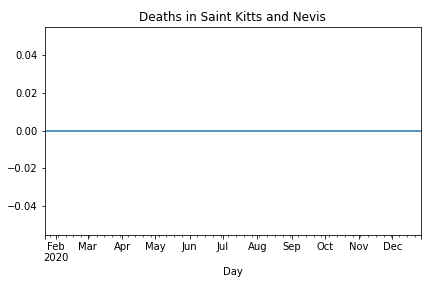 Deaths in Saint Kitts and Nevis
0.04
0.02
0.00
−0.02
−0.04
Feb Mar Apr May Jun Jul Aug Sep Oct Nov Dec
2020
Day